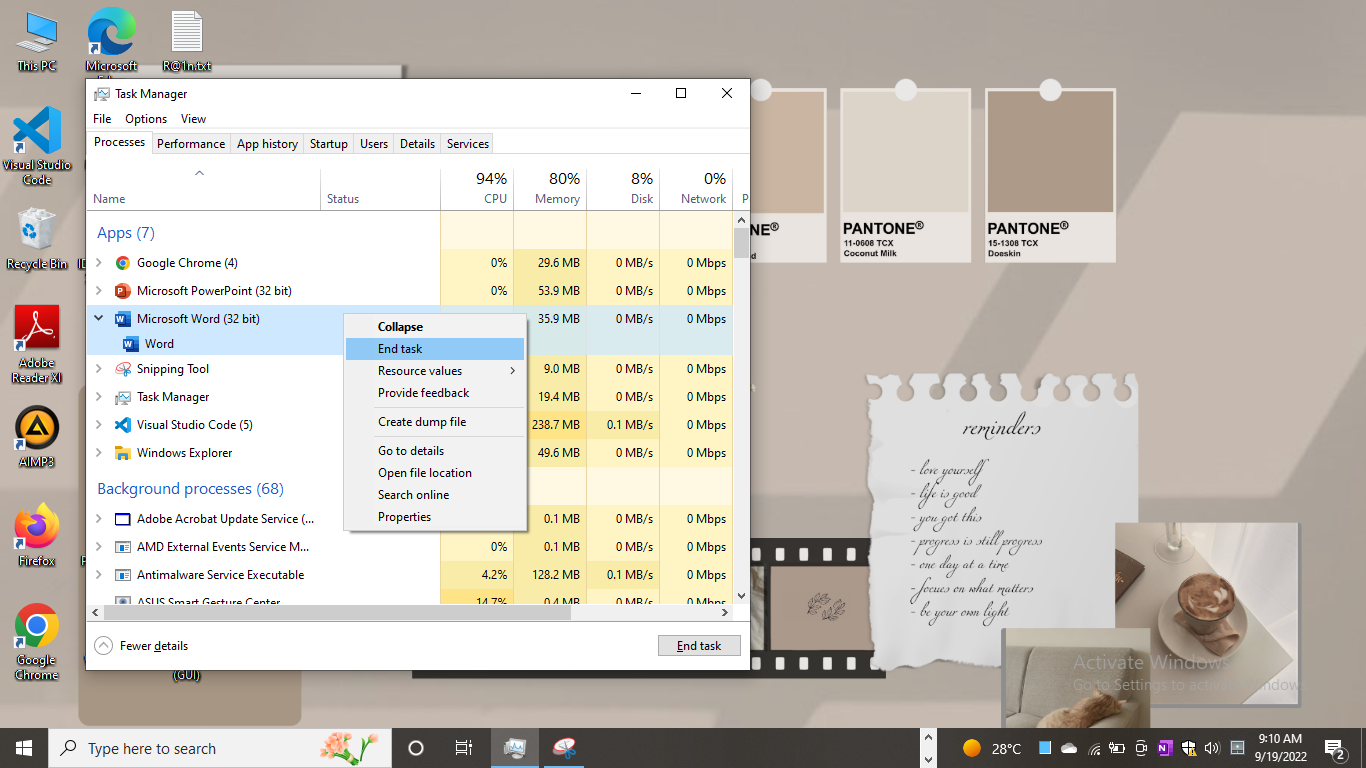 This PC
Microsoft
R@1n.txt
Visual Studio
Code
Recycle Bin
Adobe
Reader XI
AIMP3
Firefox
Google
Chrome
(GUI)
Task Manager
File Options View
Processes Performance App history Startup Users Details Services
94% 80% 8% 0%
Name Status CPU Memory Disk Network P
Apps (7)
Google Chrome (4) 0% 29.6 MB 0 MB/s 0 Mbps
Microsoft PowerPoint (32 bit) 0% 53.9 MB 0 MB/s 0 Mbps
Microsoft Word (32 bit) 35.9 MB 0 MB/s 0 Mbps
Word
Snipping Tool 9.0 MB 0 MB/s 0 Mbps
Task Manager 19.4 MB 0 MB/s 0 Mbps
Visual Studio Code (5) 238.7 MB 0.1 MB/s 0 Mbps
Windows Explorer 49.6 MB 0 MB/s 0 Mbps
Background processes (68)
Adobe Acrobat Update Service (... 0.1 MB 0 MB/s 0 Mbps
AMD External Events Service M... 0% 0.1 MB 0 MB/s 0 Mbps
Antimalware Service Executable 4.2% 128.2 MB 0.1 MB/s 0 Mbps
ASUS Smart Gesture Center 14.7% 0.4 MB 0 MB/s 0 Mbps
Fewer details
End task
Collapse
End task
Resource values
Provide feedback
Create dump file
Go to details
Open file location
Search online
Properties
PANTONE®
11-0608 TCX
Coconut Milk
PANTONE®
15-1308 TCX
Doeskin
reminders
- love yourself
- life is good
- you got this
- progress is still progress
- one day at a time
- focus on what matters
- be your own light
Activate Windows
Go to Settings to activate Windows
Type here to search
28°C
9:10 AM
9/19/2022
2